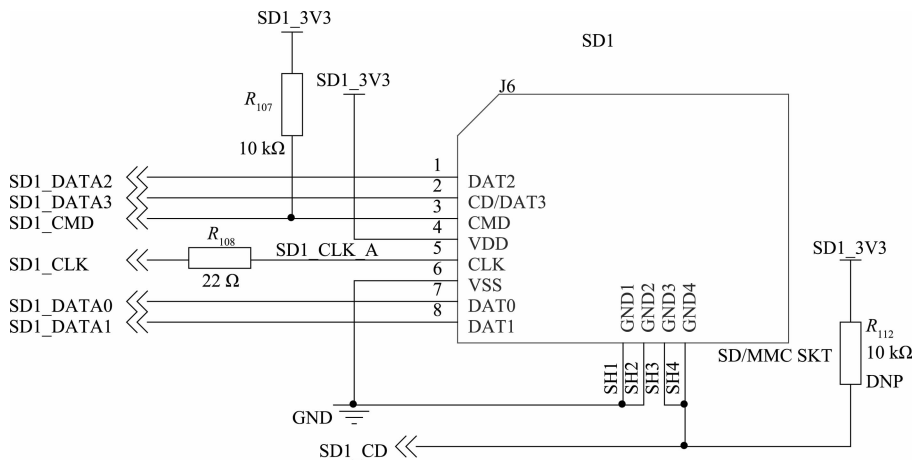 SD1_3V3
SD1
SD1_3V3
J6
R107
10 kΩ
1
SD1_DATA2
DAT2
2
SD1_DATA3
CD/DAT3
3
SD1_CMD
CMD
4
R108
VDD
SD1_3V3
5
SD1_CLK_A
SD1_CLK
CLK
6
22 Ω
VSS
7
SD1_DATA0
DAT0
8
SD1_DATA1
DAT1
GND1
GND2
GND3
GND4
R112
10 kΩ
SD/MMC SKT
DNP
SH1
SH2
SH3
SH4
GND
SD1_CD